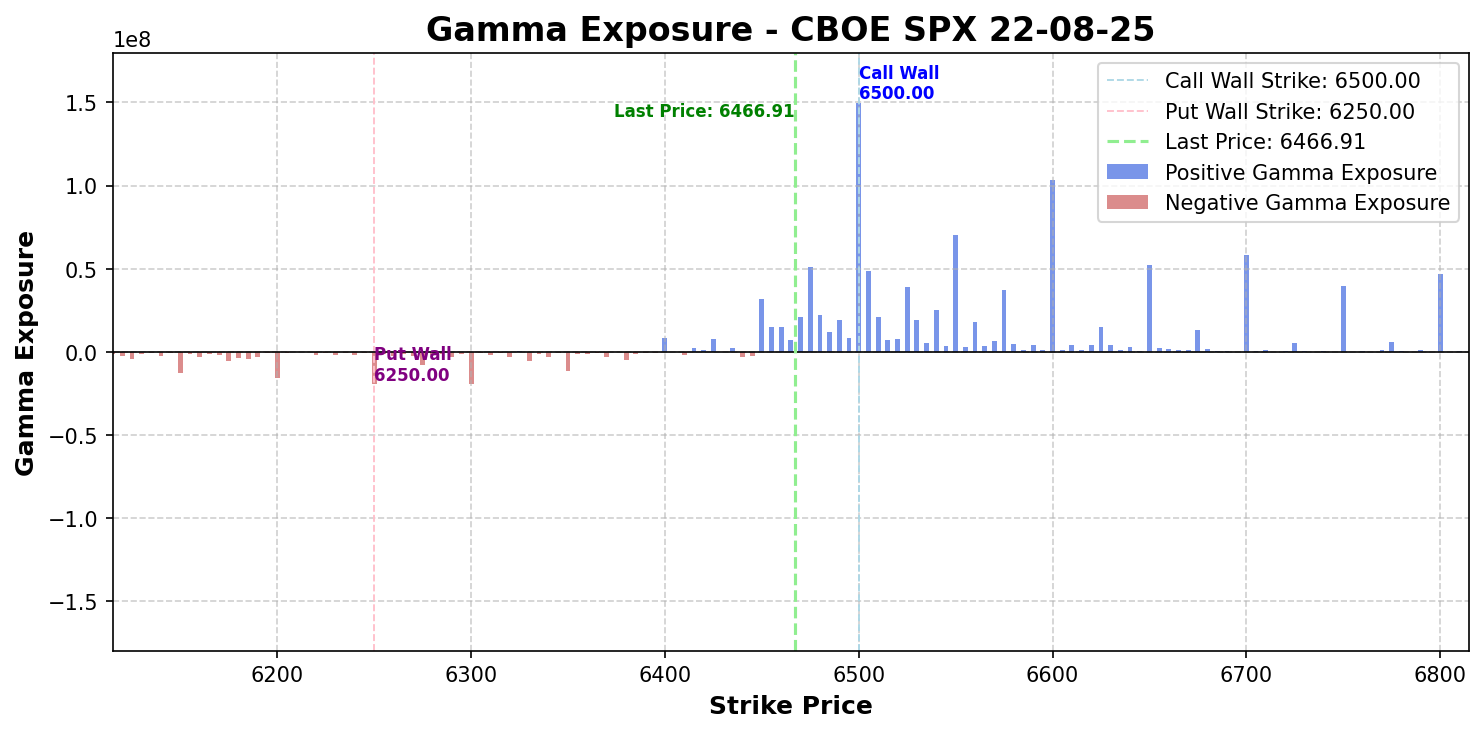 Gamma Exposure - CBOE SPX 22-08-25
1e8
Call Wall
6500.00
Last Price: 6466.91
Put Wall
6250.00
Call Wall Strike: 6500.00
Put Wall Strike: 6250.00
Last Price: 6466.91
Positive Gamma Exposure
Negative Gamma Exposure
Gamma Exposure
1.5
1.0
0.5
0.0
−0.5
−1.0
−1.5
6200 6300 6400 6500 6600 6700 6800
Strike Price